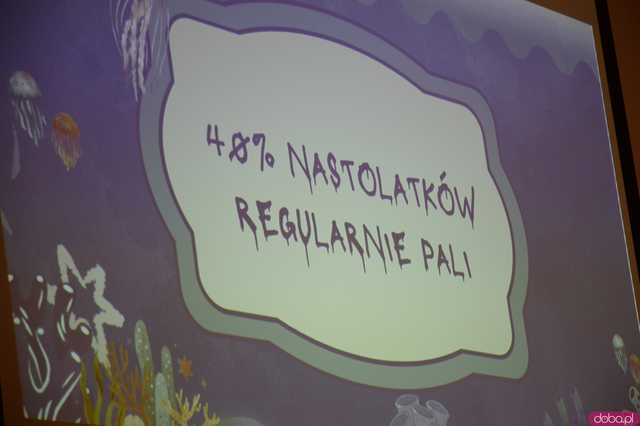 40% NASTOLATKÓW
REGULARNIE PALI
doba.pl